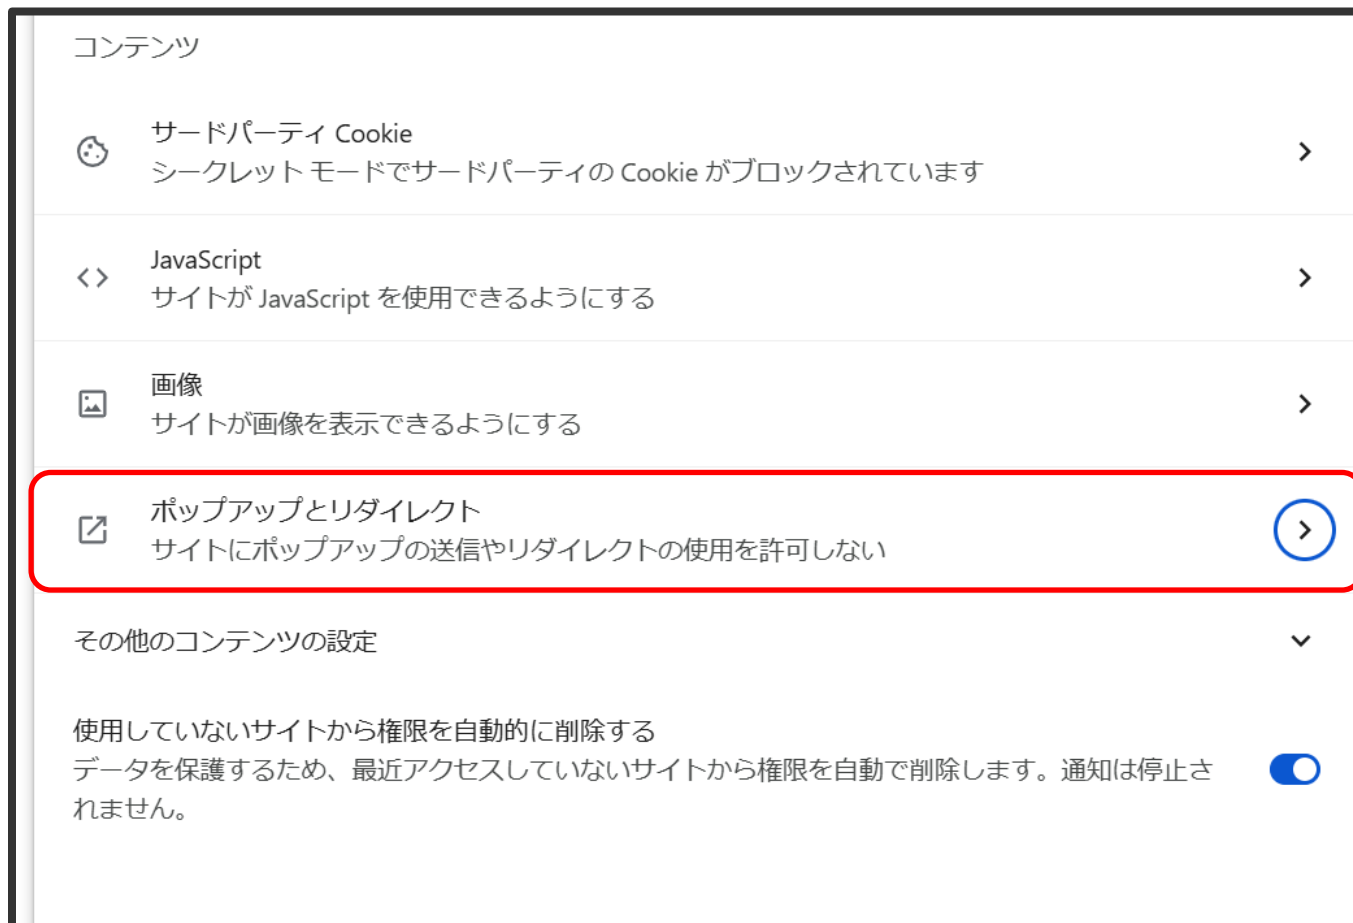 コンテンツ
サードパーティ Cookie
シークレット モードでサードパーティの Cookie がブロックされています
JavaScript
サイトが JavaScript を使用できるようにする
画像
サイトが画像を表示できるようにする
ポップアップとリダイレクト
サイトにポップアップの送信やリダイレクトの使用を許可しない
その他のコンテンツの設定
使用していないサイトから権限を自動的に削除する
データを保護するため、最近アクセスしていないサイトから権限を自動で削除します。通知は停止さ
れません。